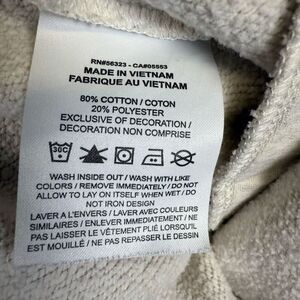 RN#56323 - CA#05553
MADE IN VIETNAM
FABRIQUE AU VIETNAM
80% COTTON / COTON
20% POLYESTER
EXCLUSIVE OF DECORATION /
DECORATION NON COMPRISE
30C
WASH INSIDE OUT / WASH WITH LIKE
COLORS / REMOVE IMMEDIATELY / DO NOT
ALLOW TO LAY ON ITSELF WHEN WET / DO
NOT IRON DESIGN
LAVER A L'ENVERS / LAVER AVEC COULEURS
SIMILAIRES / ENLEVER IMMEDIATEMENT / NE
PAS LAISSER LE VÊTEMENT PLIÉ LORSQU'IL
EST MOUILLÉ / NE PAS REPASSER LE DESSIN